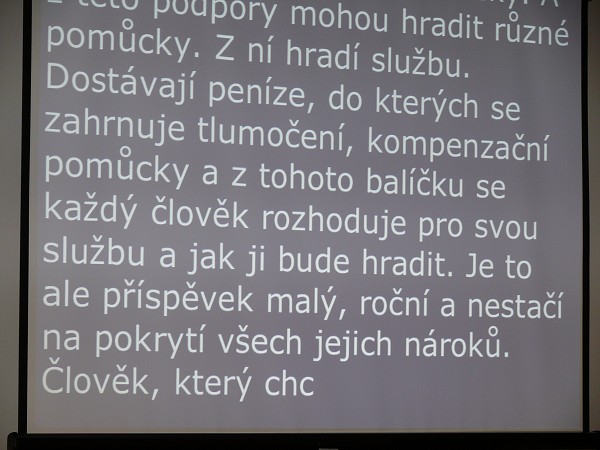 z této podpory mohou hradit různé
pomůcky. Z ní hradí službu.
Dostávají peníze, do kterých se
zahrnuje tlumočení, kompenzační
pomůcky a z tohoto balíčku se
každý člověk rozhoduje pro svou
službu a jak ji bude hradit. Je to
ale příspěvek malý, roční a nestačí
na pokrytí všech jejich nároků.
Člověk, který chc